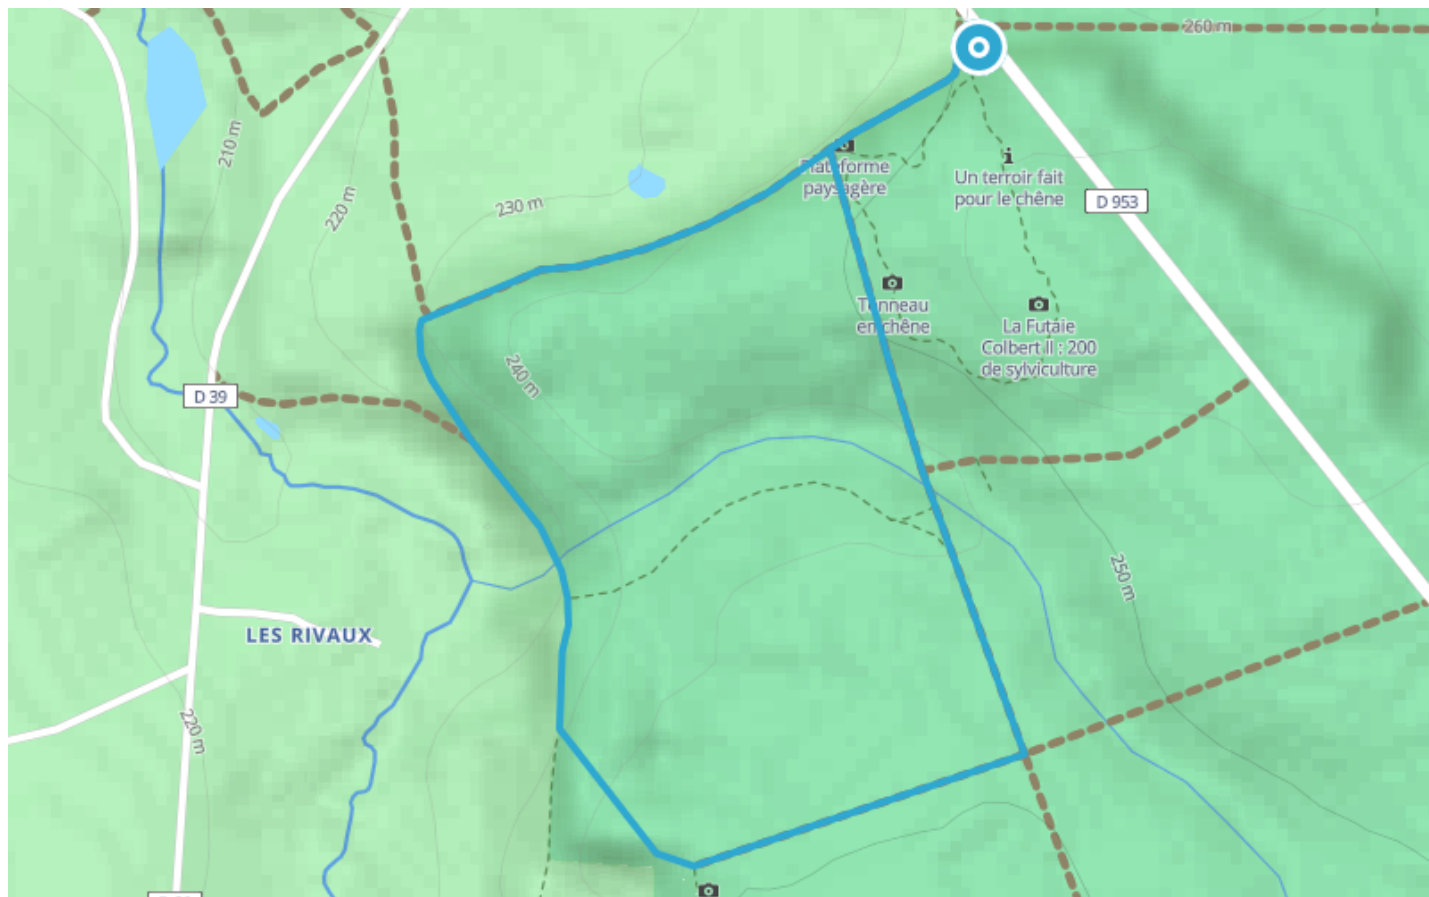 260 m
210 m
Plateforme
paysagère
Un terroir fait
pour le chêne
220 m
D 953
230 m
Tonneau
en chêne
La Futaie
Colbert II : 200
de sylviculture
240 m
D 39
250 m
LES RIVAUX
220 m